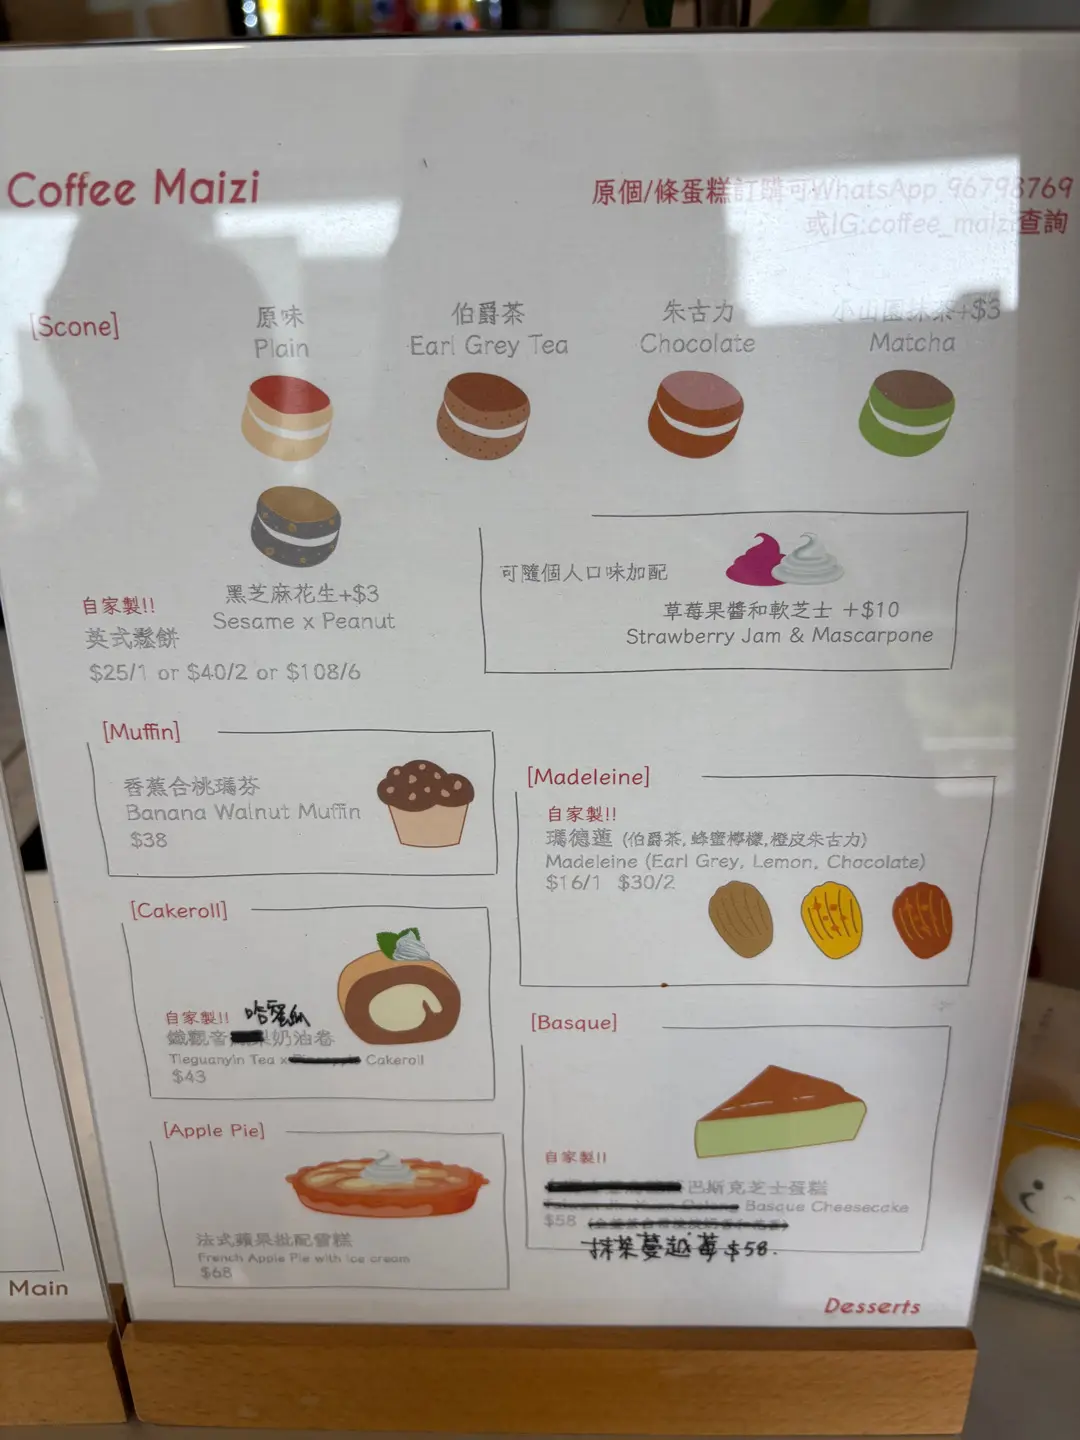 Coffee Maizi
原個/條蛋糕訂購可WhatsApp 96798769
或IG:coffee_maizi查詢
[Scone]
原味
Plain
伯爵茶
Earl Grey Tea
朱古力
Chocolate
小山園抹茶+$3
Matcha
黑芝麻花生+$3
Sesame x Peanut
自家製!!
英式鬆餅
$25/1 or $40/2 or $108/6
可隨個人口味加配
草莓果醬和軟芝士 +$10
Strawberry Jam & Mascarpone
[Muffin]
香蕉合桃瑪芬
Banana Walnut Muffin
$38
[Madeleine]
自家製!!
瑪德蓮 (伯爵茶,蜂蜜檸檬,橙皮朱古力)
Madeleine (Earl Grey, Lemon, Chocolate)
$16/1 $30/2
[Cakeroll]
自家製!! 哈蜜瓜
鐵觀音奶油卷
Tieguanyin Tea x Cakeroll
$43
[Basque]
自家製!!
巴斯克芝士蛋糕
Basque Cheesecake
$58
抹茶蔓越莓 $58.
[Apple Pie]
法式蘋果批配雪糕
French Apple Pie with ice cream
$68
Main
Desserts